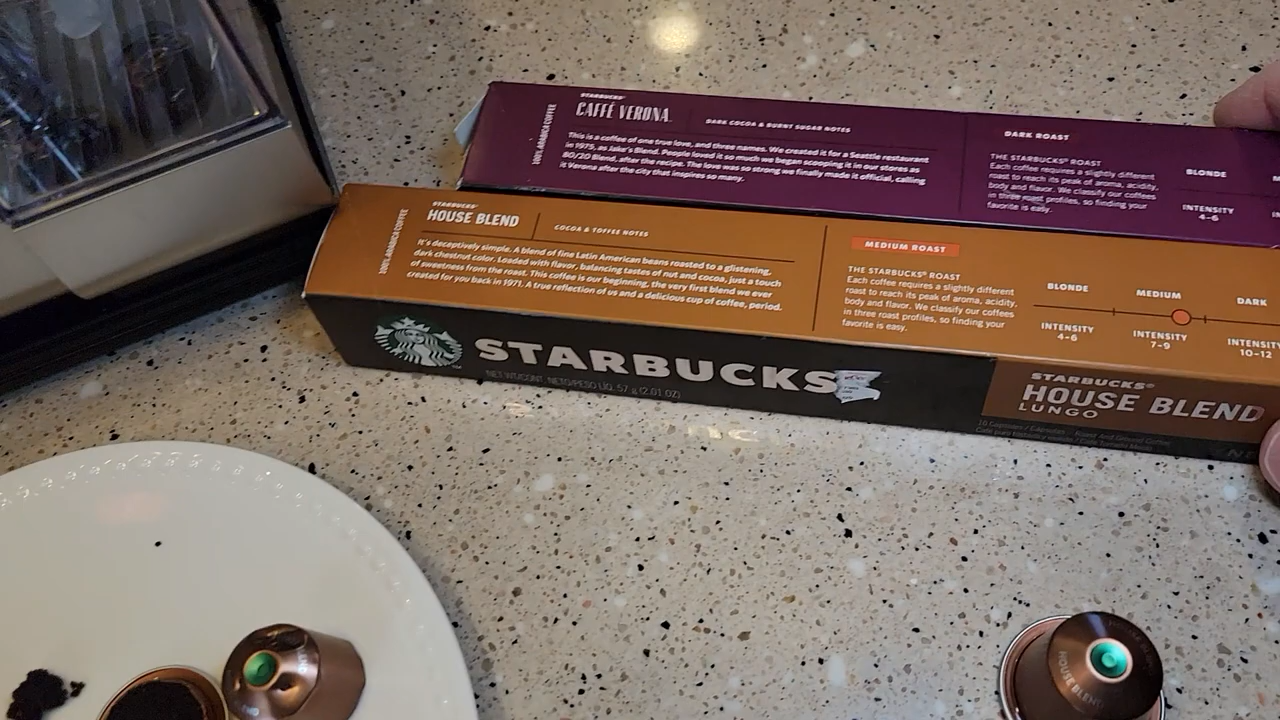 STARBUCKS®
CAFFÈ VERONA
DARK COCOA & BURNT SUGAR NOTES
100% ARABICA COFFEE
This is a coffee of one true love, and three names. We created it for a Seattle restaurant
in 1975, as Jake's Blend. People loved it so much we began scooping it in our stores as
80/20 Blend, after the recipe. The love was so strong we finally made it official, calling
it Verona after the city that inspires so many.
DARK ROAST
THE STARBUCKS® ROAST
Each coffee requires a slightly different
roast to reach its peak of aroma, acidity,
body and flavor. We classify our coffees
in three roast profiles, so finding your
favorite is easy.
BLONDE
INTENSITY
4-6
STARBUCKS®
HOUSE BLEND
COCOA & TOFFEE NOTES
100% ARABICA COFFEE
It's deceptively simple. A blend of fine Latin American beans roasted to a glistening,
dark chestnut color. Loaded with flavor, balancing tastes of nut and cocoa, just a touch
of sweetness from the roast. This coffee is our beginning, the very first blend we ever
created for you back in 1971. A true reflection of us and a delicious cup of coffee, period.
MEDIUM ROAST
THE STARBUCKS® ROAST
Each coffee requires a slightly different
roast to reach its peak of aroma, acidity,
body and flavor. We classify our coffees
in three roast profiles, so finding your
favorite is easy.
BLONDE
MEDIUM
DARK
INTENSITY
4-6
INTENSITY
7-9
INTENSITY
10-12
STARBUCKS
NET WT/CONT. NETO/PESO LÍQ. 57 g (2.01 OZ)
STARBUCKS®
HOUSE BLEND
LUNGO
10 Capsules / Cápsulas - Roast And Ground Coffee
HOUSE BLEND